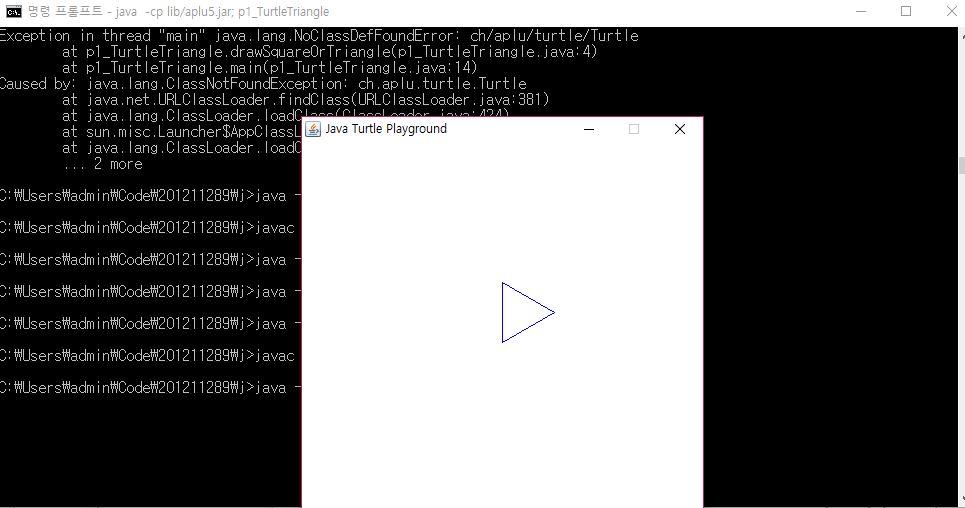 명령 프롬프트 - java -cp lib/aplu5.jar; p1_TurtleTriangle
Exception in thread "main" java.lang.NoClassDefFoundError: ch/aplu/turtle/Turtle
at p1_TurtleTriangle.drawSquareOrTriangle(p1_TurtleTriangle.java:4)
at p1_TurtleTriangle.main(p1_TurtleTriangle.java:14)
Caused by: java.lang.ClassNotFoundException: ch.aplu.turtle.Turtle
at java.net.URLClassLoader.findClass(URLClassLoader.java:381)
at java.lang.ClassLoader.loadClass(ClassLoader.java:424)
at sun.misc.Launcher$AppClassL
at java.lang.ClassLoader.loadC
... 2 more
Java Turtle Playground
C:₩Users₩admin₩Code₩201211289₩j>java -
C:₩Users₩admin₩Code₩201211289₩j>javac
C:₩Users₩admin₩Code₩201211289₩j>java -
C:₩Users₩admin₩Code₩201211289₩j>java -
C:₩Users₩admin₩Code₩201211289₩j>java -
C:₩Users₩admin₩Code₩201211289₩j>javac
C:₩Users₩admin₩Code₩201211289₩j>java -